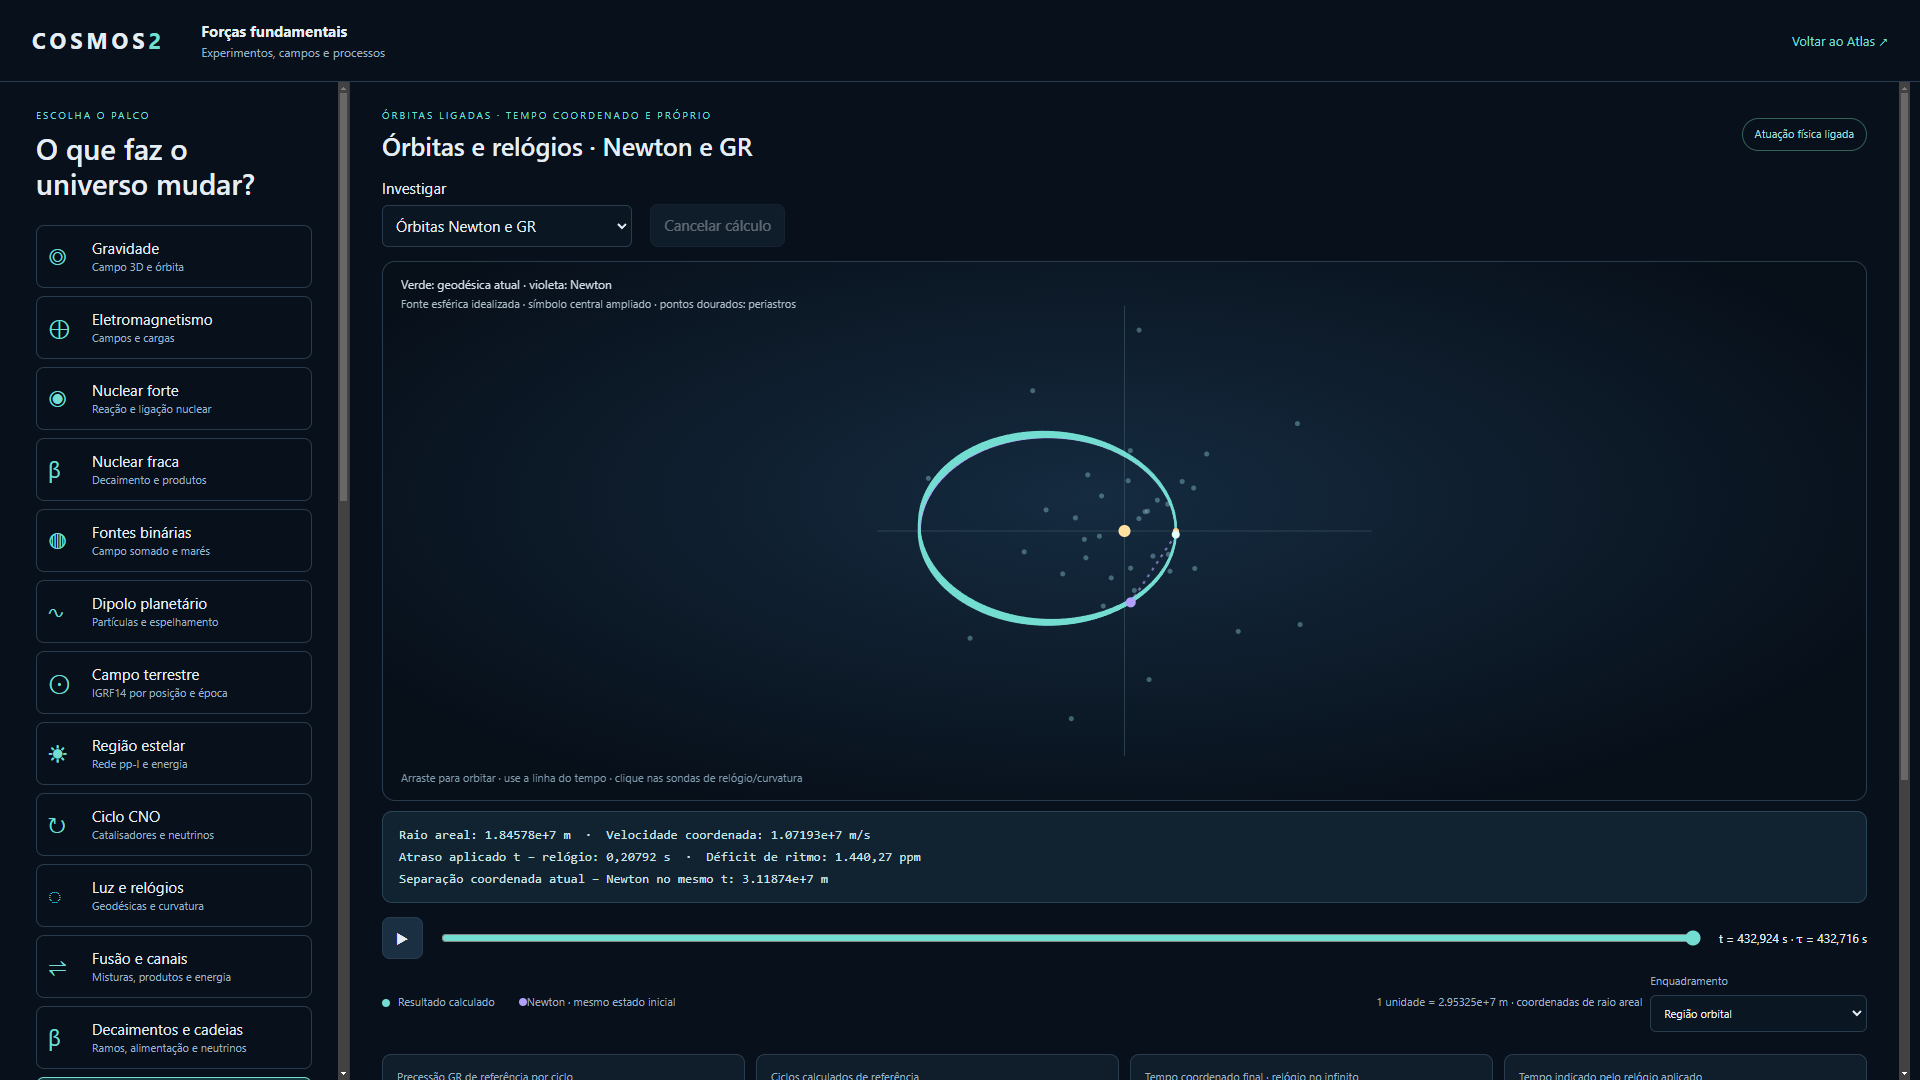 COSMOS2
Forças fundamentais
Experimentos, campos e processos
Voltar ao Atlas ↗
ESCOLHA O PALCO
O que faz o
universo mudar?
Gravidade
Campo 3D e órbita
Eletromagnetismo
Campos e cargas
Nuclear forte
Reação e ligação nuclear
β
Nuclear fraca
Decaimento e produtos
Fontes binárias
Campo somado e marés
Dipolo planetário
Partículas e espelhamento
Campo terrestre
IGRF14 por posição e época
Região estelar
Rede pp-I e energia
Ciclo CNO
Catalisadores e neutrinos
Luz e relógios
Geodésicas e curvatura
Fusão e canais
Misturas, produtos e energia
β
Decaimentos e cadeias
Ramos, alimentação e neutrinos
ÓRBITAS LIGADAS · TEMPO COORDENADO E PRÓPRIO
Órbitas e relógios · Newton e GR
Atuação física ligada
Investigar
Órbitas Newton e GR
Cancelar cálculo
Verde: geodésica atual · violeta: Newton
Fonte esférica idealizada · símbolo central ampliado · pontos dourados: periastros
Arraste para orbitar · use a linha do tempo · clique nas sondas de relógio/curvatura
Raio areal: 1.84578e+7 m · Velocidade coordenada: 1.07193e+7 m/s
Atraso aplicado t − relógio: 0,20792 s · Déficit de ritmo: 1.440,27 ppm
Separação coordenada atual − Newton no mesmo t: 3.11874e+7 m
t = 432,924 s · τ = 432,716 s
Resultado calculado
Newton · mesmo estado inicial
1 unidade = 2.95325e+7 m · coordenadas de raio areal
Enquadramento
Região orbital
Precessão GR de referência por ciclo
Ciclos calculados de referência
Tempo coordenado final · relógio no infinito
Tempo indicado pelo relógio aplicado